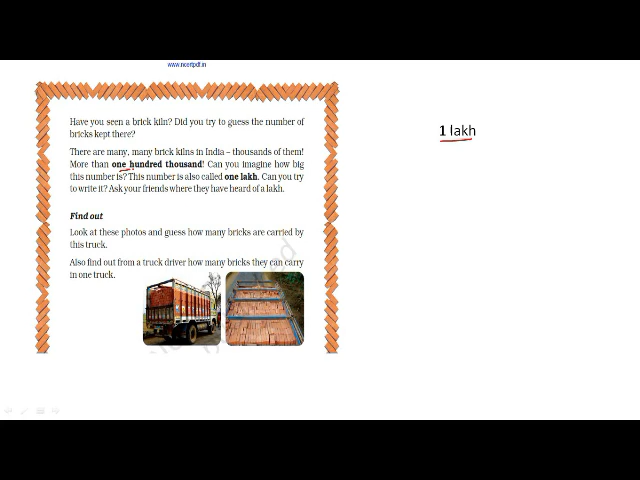 www.ncertpdf.in
Have you seen a brick kiln? Did you try to guess the number of
bricks kept there?
There are many, many brick kilns in India – thousands of them!
More than one hundred thousand! Can you imagine how big
this number is? This number is also called one lakh. Can you try
to write it? Ask your friends where they have heard of a lakh.
Find out
Look at these photos and guess how many bricks are carried by
this truck.
Also find out from a truck driver how many bricks they can carry
in one truck.
1 lakh